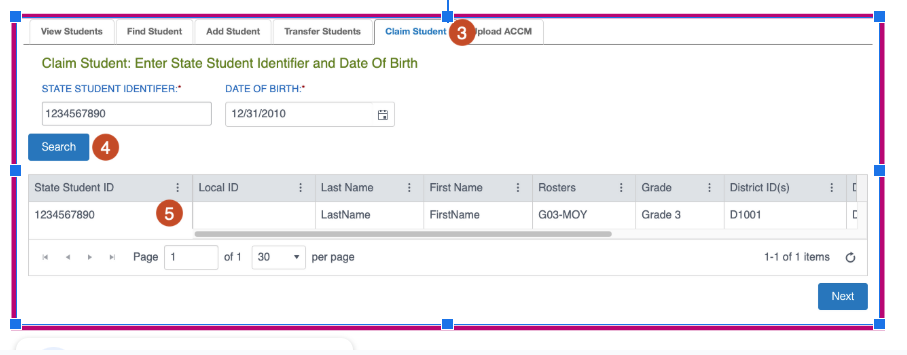 View Students Find Student Add Student Transfer Students Claim Student 3 Upload ACCM
Claim Student: Enter State Student Identifier and Date Of Birth
STATE STUDENT IDENTIFER:* DATE OF BIRTH:*
1234567890 12/31/2010
Search 4
State Student ID Local ID Last Name First Name Rosters Grade District ID(s)
1234567890 5 LastName FirstName G03-MOY Grade 3 D1001
Page 1 of 1 30 per page 1-1 of 1 items
Next